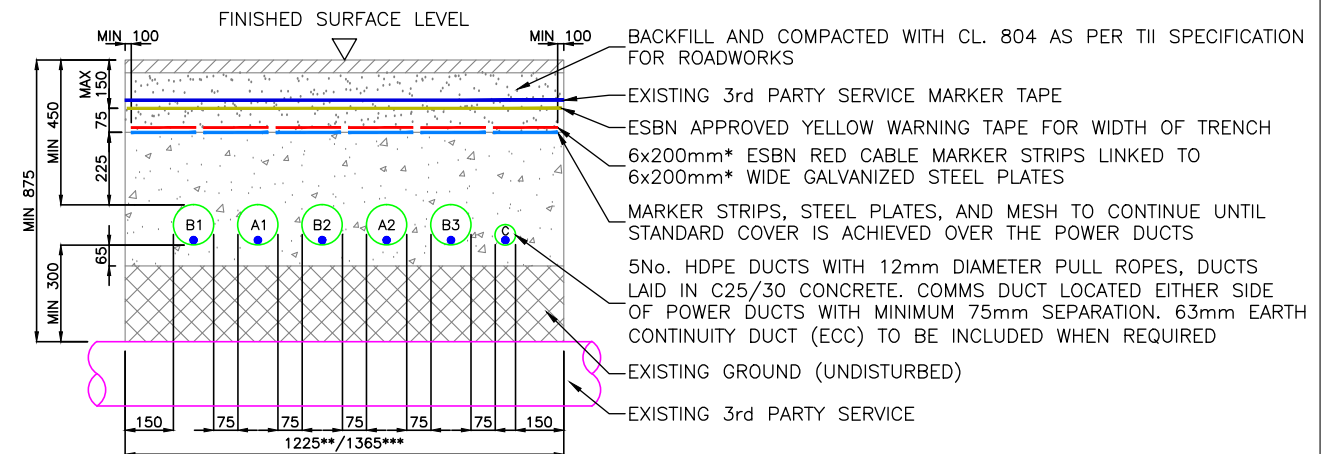 FINISHED SURFACE LEVEL
MIN 100
MIN 100
BACKFILL AND COMPACTED WITH CL. 804 AS PER TII SPECIFICATION
FOR ROADWORKS
EXISTING 3rd PARTY SERVICE MARKER TAPE
ESBN APPROVED YELLOW WARNING TAPE FOR WIDTH OF TRENCH
6x200mm* ESBN RED CABLE MARKER STRIPS LINKED TO
6x200mm* WIDE GALVANIZED STEEL PLATES
MARKER STRIPS, STEEL PLATES, AND MESH TO CONTINUE UNTIL
STANDARD COVER IS ACHIEVED OVER THE POWER DUCTS
5No. HDPE DUCTS WITH 12mm DIAMETER PULL ROPES, DUCTS
LAID IN C25/30 CONCRETE. COMMS DUCT LOCATED EITHER SIDE
OF POWER DUCTS WITH MINIMUM 75mm SEPARATION. 63mm EARTH
CONTINUITY DUCT (ECC) TO BE INCLUDED WHEN REQUIRED
EXISTING GROUND (UNDISTURBED)
EXISTING 3rd PARTY SERVICE
MIN 875
MIN 450
MIN 300
MAX
150
75
225
65
B1
A1
B2
A2
B3
C
150
75
75
75
75
75
150
1225**/1365***